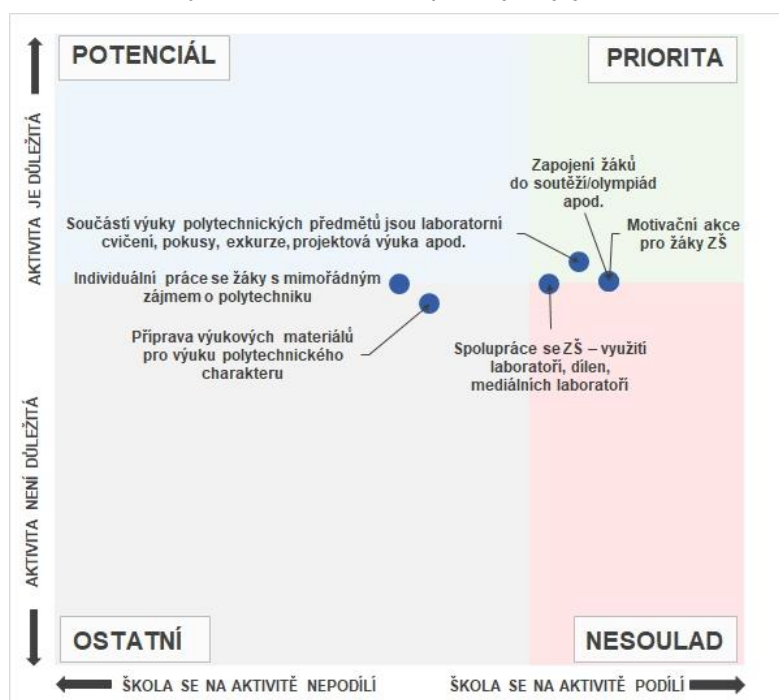 POTENCIÁL
PRIORITA
AKTIVITA JE DŮLEŽITÁ
AKTIVITA NENÍ DŮLEŽITÁ
Zapojení žáků
do soutěží/olympiád
apod.
Motivační akce
pro žáky ZŠ
Součástí výuky polytechnických předmětů jsou laboratorní
cvičení, pokusy, exkurze, projektová výuka apod.
Individuální práce se žáky s mimořádným
zájmem o polytechniku
Příprava výukových materiálů
pro výuku polytechnického
charakteru
Spolupráce se ZŠ – využití
laboratoří, dílen,
mediálních laboratoří
OSTATNÍ
NESOULAD
ŠKOLA SE NA AKTIVITĚ NEPODÍLÍ
ŠKOLA SE NA AKTIVITĚ PODÍLÍ